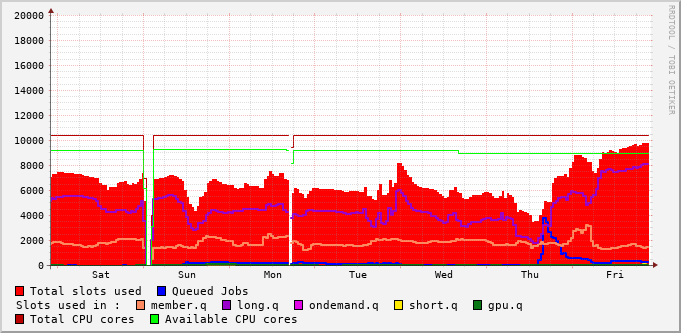 RRDTOOL / TOBI OETIKER
20000
18000
16000
14000
12000
10000
8000
6000
4000
2000
0
Sat Sun Mon Tue Wed Thu Fri
Total slots used Queued Jobs
Slots used in : member.q long.q ondemand.q short.q gpu.q
Total CPU cores Available CPU cores